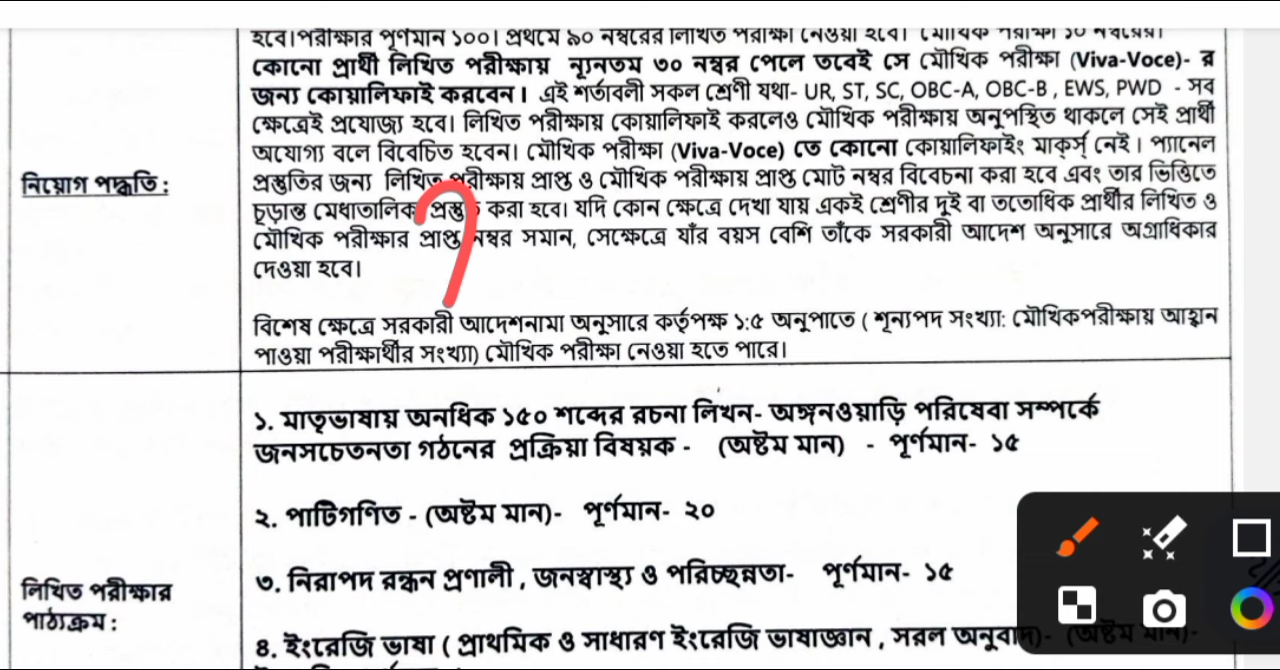 হবে।পরীক্ষার পূর্ণমান ১০০। প্রথমে ৯০ নম্বরের লিখিত পরীক্ষা নেওয়া হবে। মৌখিক পরীক্ষা ১০ নম্বরের।
কোনো প্রার্থী লিখিত পরীক্ষায় ন্যূনতম ৩০ নম্বর পেলে তবেই সে মৌখিক পরীক্ষা (Viva-Voce)- র
জন্য কোয়ালিফাই করবেন। এই শর্তাবলী সকল শ্রেণী যথা- UR, ST, SC, OBC-A, OBC-B , EWS, PWD - সব
ক্ষেত্রেই প্রযোজ্য হবে। লিখিত পরীক্ষায় কোয়ালিফাই করলেও মৌখিক পরীক্ষায় অনুপস্থিত থাকলে সেই প্রার্থী
অযোগ্য বলে বিবেচিত হবেন। মৌখিক পরীক্ষা (Viva-Voce) তে কোনো কোয়ালিফাইং মার্ক্স্ নেই। প্যানেল
নিয়োগ পদ্ধতি :
প্রস্তুতির জন্য লিখিত পরীক্ষায় প্রাপ্ত ও মৌখিক পরীক্ষায় প্রাপ্ত মোট নম্বর বিবেচনা করা হবে এবং তার ভিত্তিতে
চূড়ান্ত মেধাতালিকা প্রস্তুত করা হবে। যদি কোন ক্ষেত্রে দেখা যায় একই শ্রেণীর দুই বা ততোধিক প্রার্থীর লিখিত ও
মৌখিক পরীক্ষার প্রাপ্ত নম্বর সমান, সেক্ষেত্রে যাঁর বয়স বেশি তাঁকে সরকারী আদেশ অনুসারে অগ্রাধিকার
দেওয়া হবে।
বিশেষ ক্ষেত্রে সরকারী আদেশনামা অনুসারে কর্তৃপক্ষ ১:৫ অনুপাতে ( শূন্যপদ সংখ্যা: মৌখিকপরীক্ষায় আহ্বান
পাওয়া পরীক্ষার্থীর সংখ্যা) মৌখিক পরীক্ষা নেওয়া হতে পারে।
১. মাতৃভাষায় অনধিক ১৫০ শব্দের রচনা লিখন- অঙ্গনওয়াড়ি পরিষেবা সম্পর্কে
জনসচেতনতা গঠনের প্রক্রিয়া বিষয়ক - (অষ্টম মান) - পূর্ণমান- ১৫
২. পাটিগণিত - (অষ্টম মান)- পূর্ণমান- ২০
৩. নিরাপদ রন্ধন প্রণালী , জনস্বাস্থ্য ও পরিচ্ছন্নতা- পূর্ণমান- ১৫
লিখিত পরীক্ষার
পাঠ্যক্রম :
৪. ইংরেজি ভাষা ( প্রাথমিক ও সাধারণ ইংরেজি ভাষাজ্ঞান , সরল অনুবাদ)- (অষ্টম মান)-